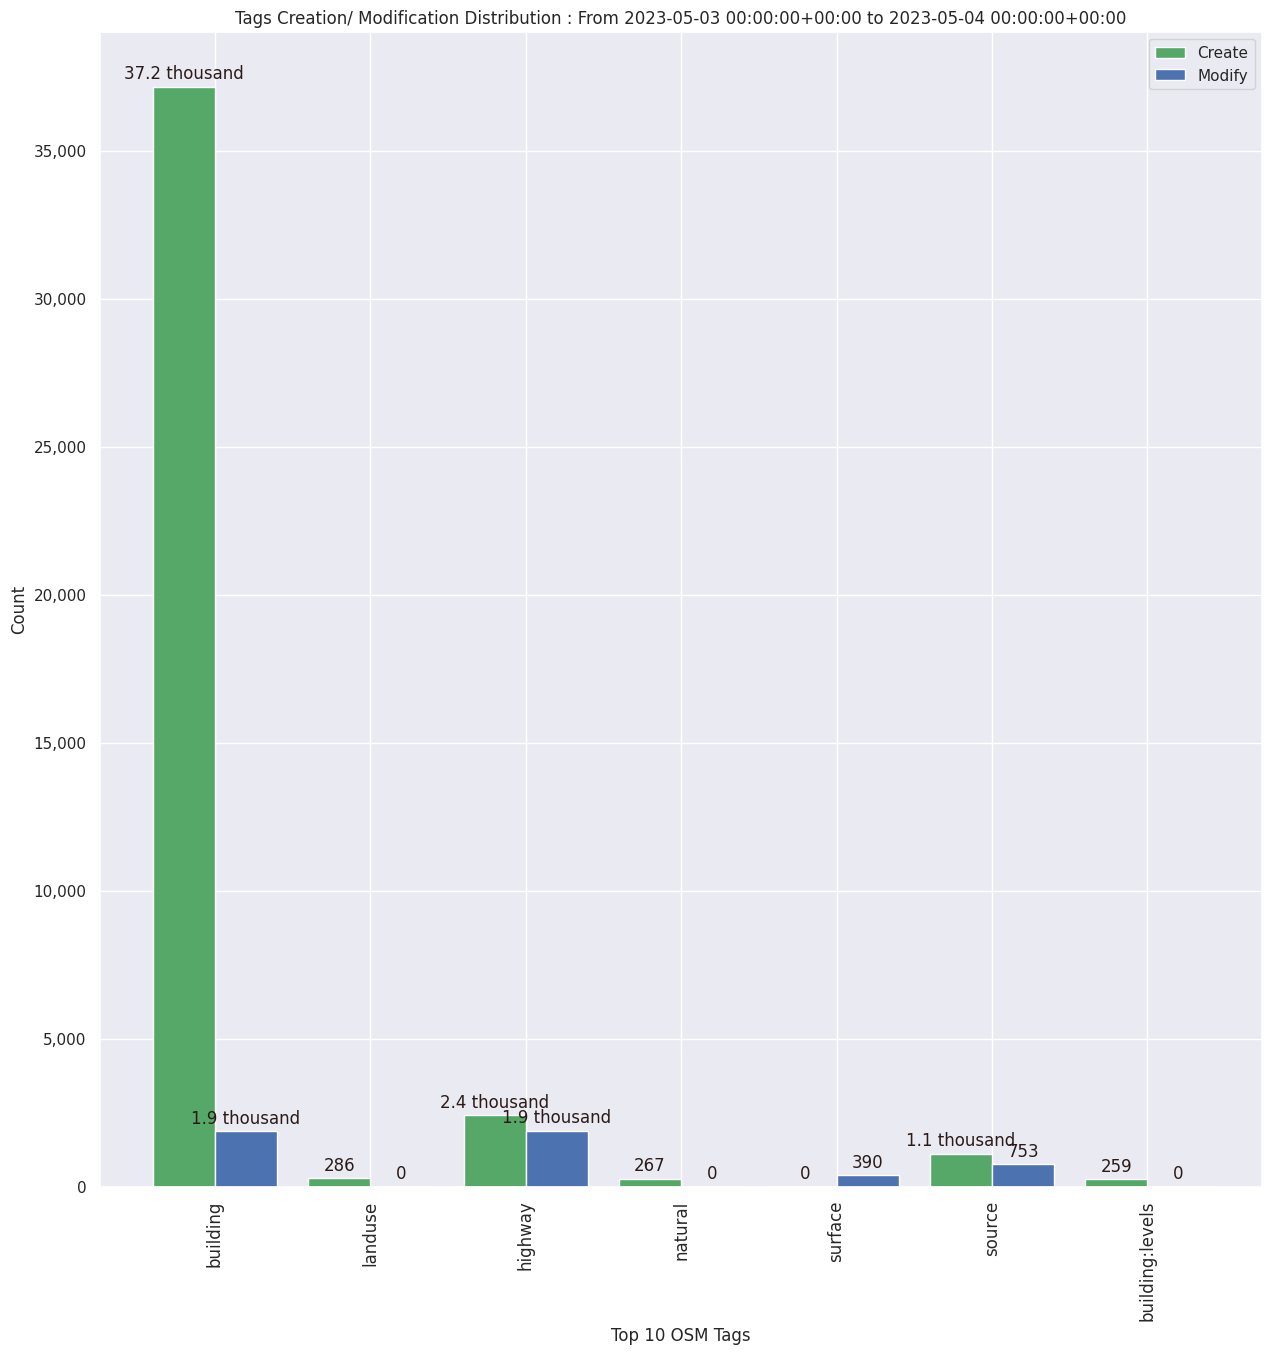 Tags Creation/ Modification Distribution : From 2023-05-03 00:00:00+00:00 to 2023-05-04 00:00:00+00:00
Create
Modify
37.2 thousand
35,000
30,000
25,000
20,000
15,000
10,000
5,000
0
Count
1.9 thousand
286
0
2.4 thousand
1.9 thousand
267
0
0
390
1.1 thousand
753
259
0
building
landuse
highway
natural
surface
source
building:levels
Top 10 OSM Tags